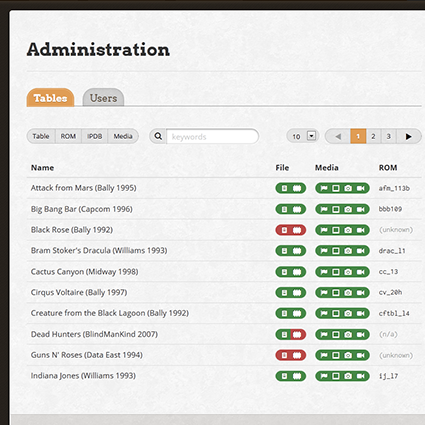 Administration
Tables Users
Table ROM IPDB Media keywords 10 1 2 3
Name File Media ROM
Attack from Mars (Bally 1995) afm_113b
Big Bang Bar (Capcom 1996) bbb109
Black Rose (Bally 1992) (unknown)
Bram Stoker's Dracula (Williams 1993) drac_l1
Cactus Canyon (Midway 1998) cc_13
Cirqus Voltaire (Bally 1997) cv_20h
Creature from the Black Lagoon (Bally 1992) cftbl_l4
Dead Hunters (BlindManKind 2007) (n/a)
Guns N' Roses (Data East 1994) (unknown)
Indiana Jones (Williams 1993) ij_l7